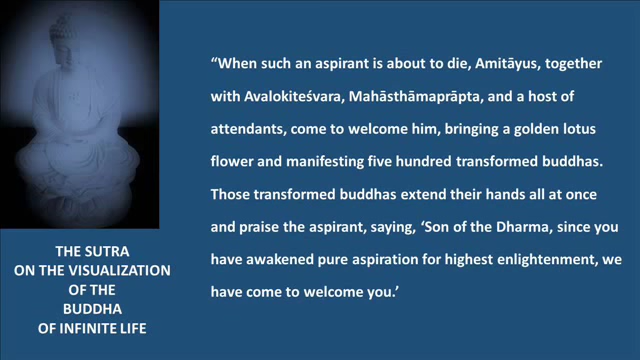 “When such an aspirant is about to die, Amitāyus, together
with Avalokiteśvara, Mahāsthāmaprāpta, and a host of
attendants, come to welcome him, bringing a golden lotus
flower and manifesting five hundred transformed buddhas.
Those transformed buddhas extend their hands all at once
and praise the aspirant, saying, ‘Son of the Dharma, since you
have awakened pure aspiration for highest enlightenment, we
have come to welcome you.’
THE SUTRA
ON THE VISUALIZATION
OF THE
BUDDHA
OF INFINITE LIFE